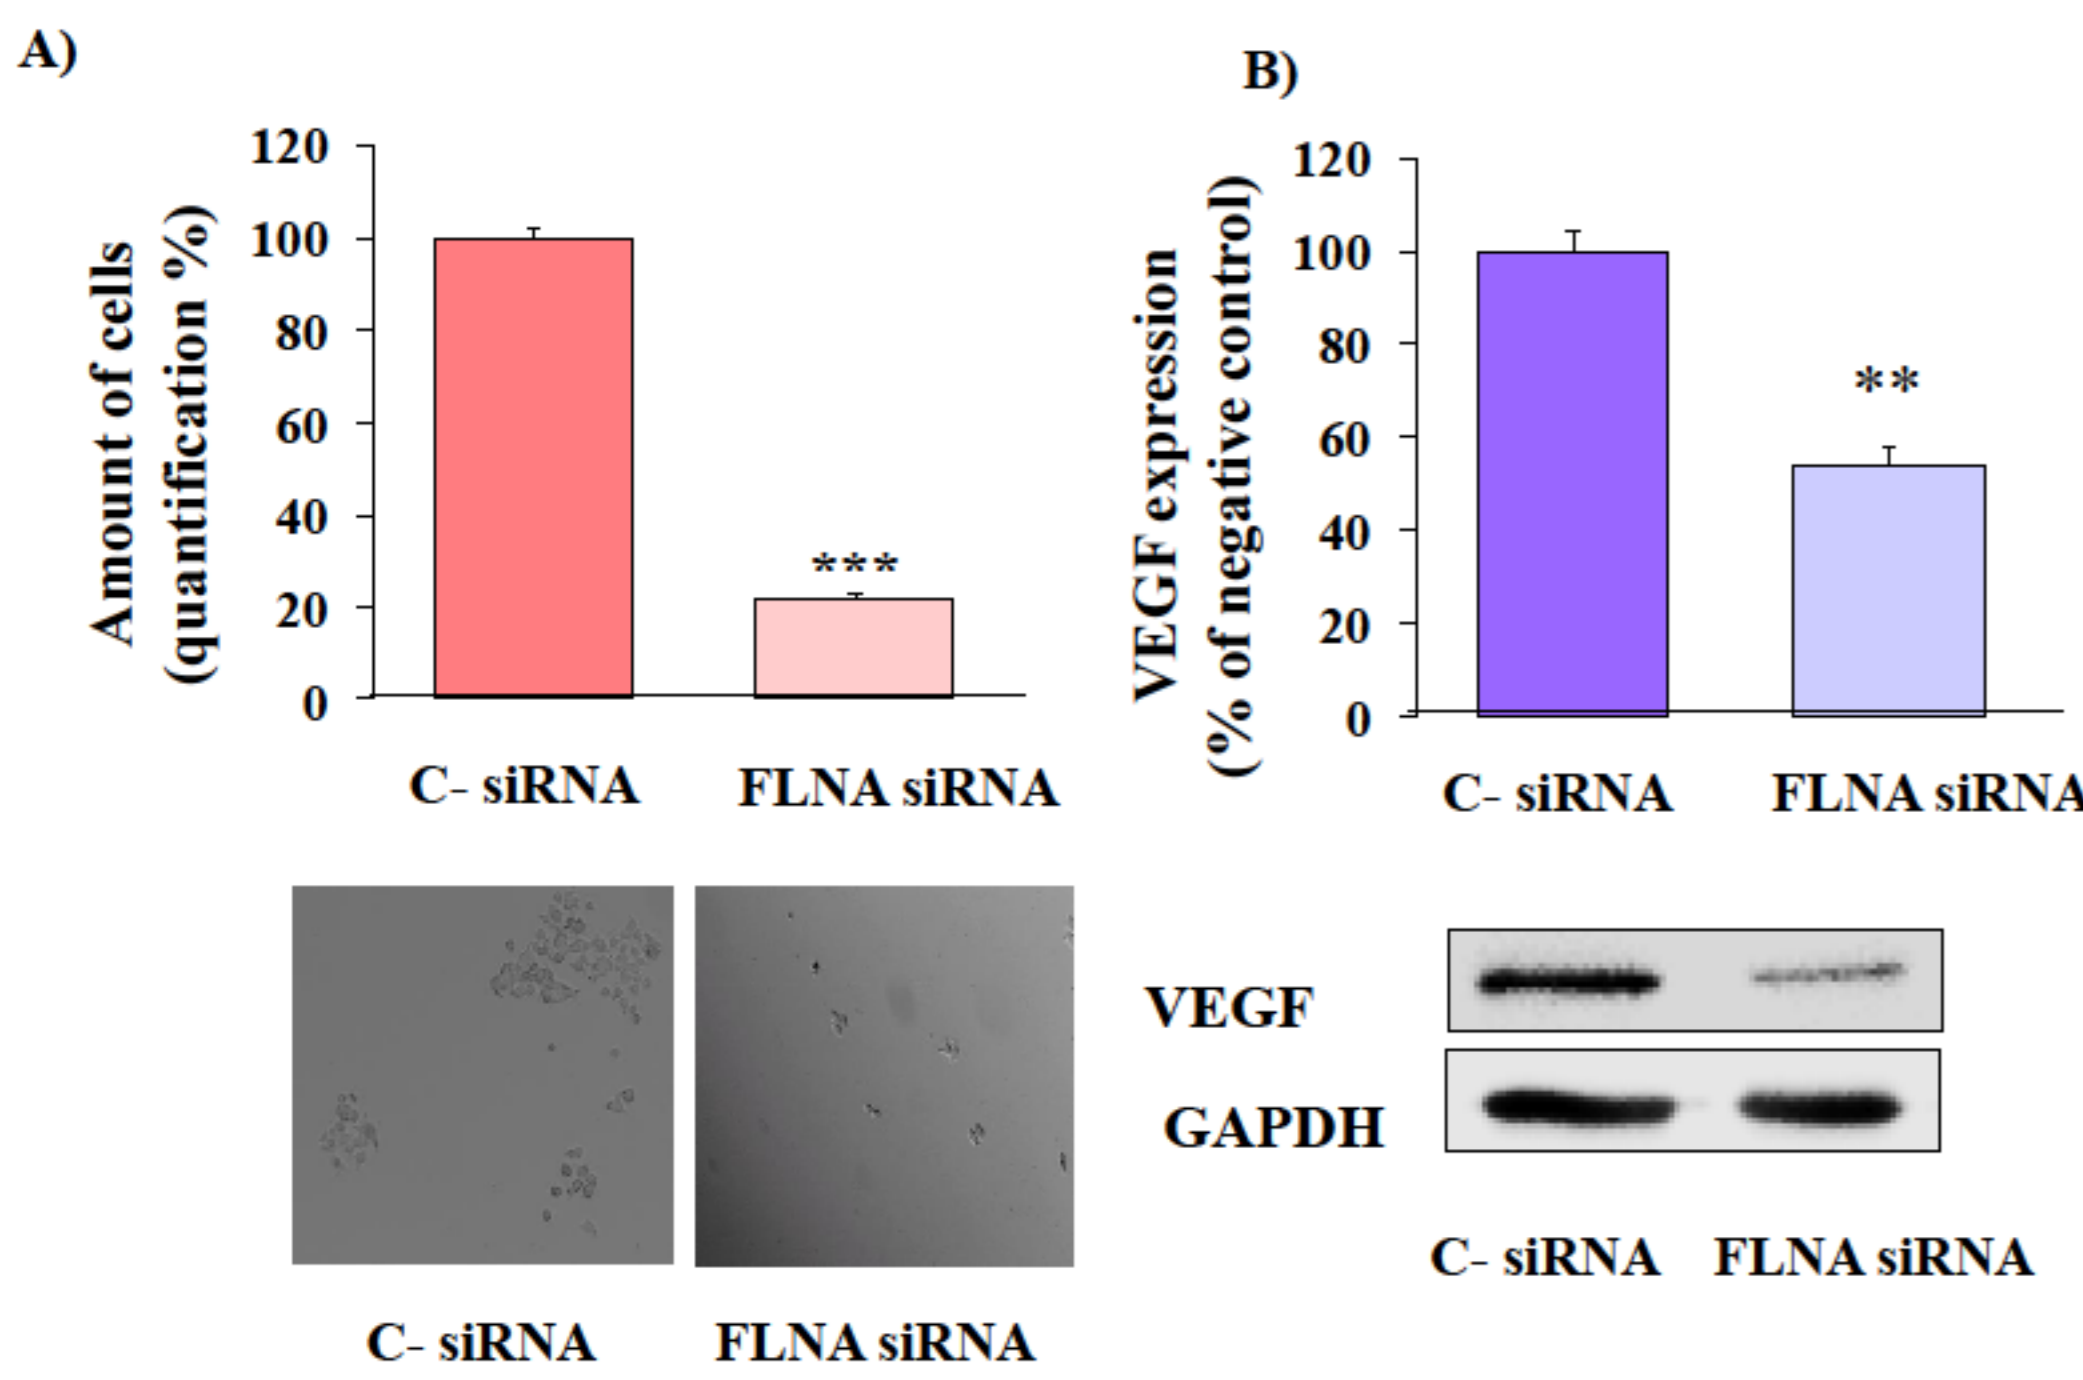 A)
120
100
80
60
40
20
0
Amount of cells
(quantification %)
***
C- siRNA
FLNA siRNA
C- siRNA
FLNA siRNA
B)
120
100
80
60
40
20
0
VEGF expression
(% of negative control)
**
C- siRNA
FLNA siRNA
VEGF
GAPDH
C- siRNA
FLNA siRNA